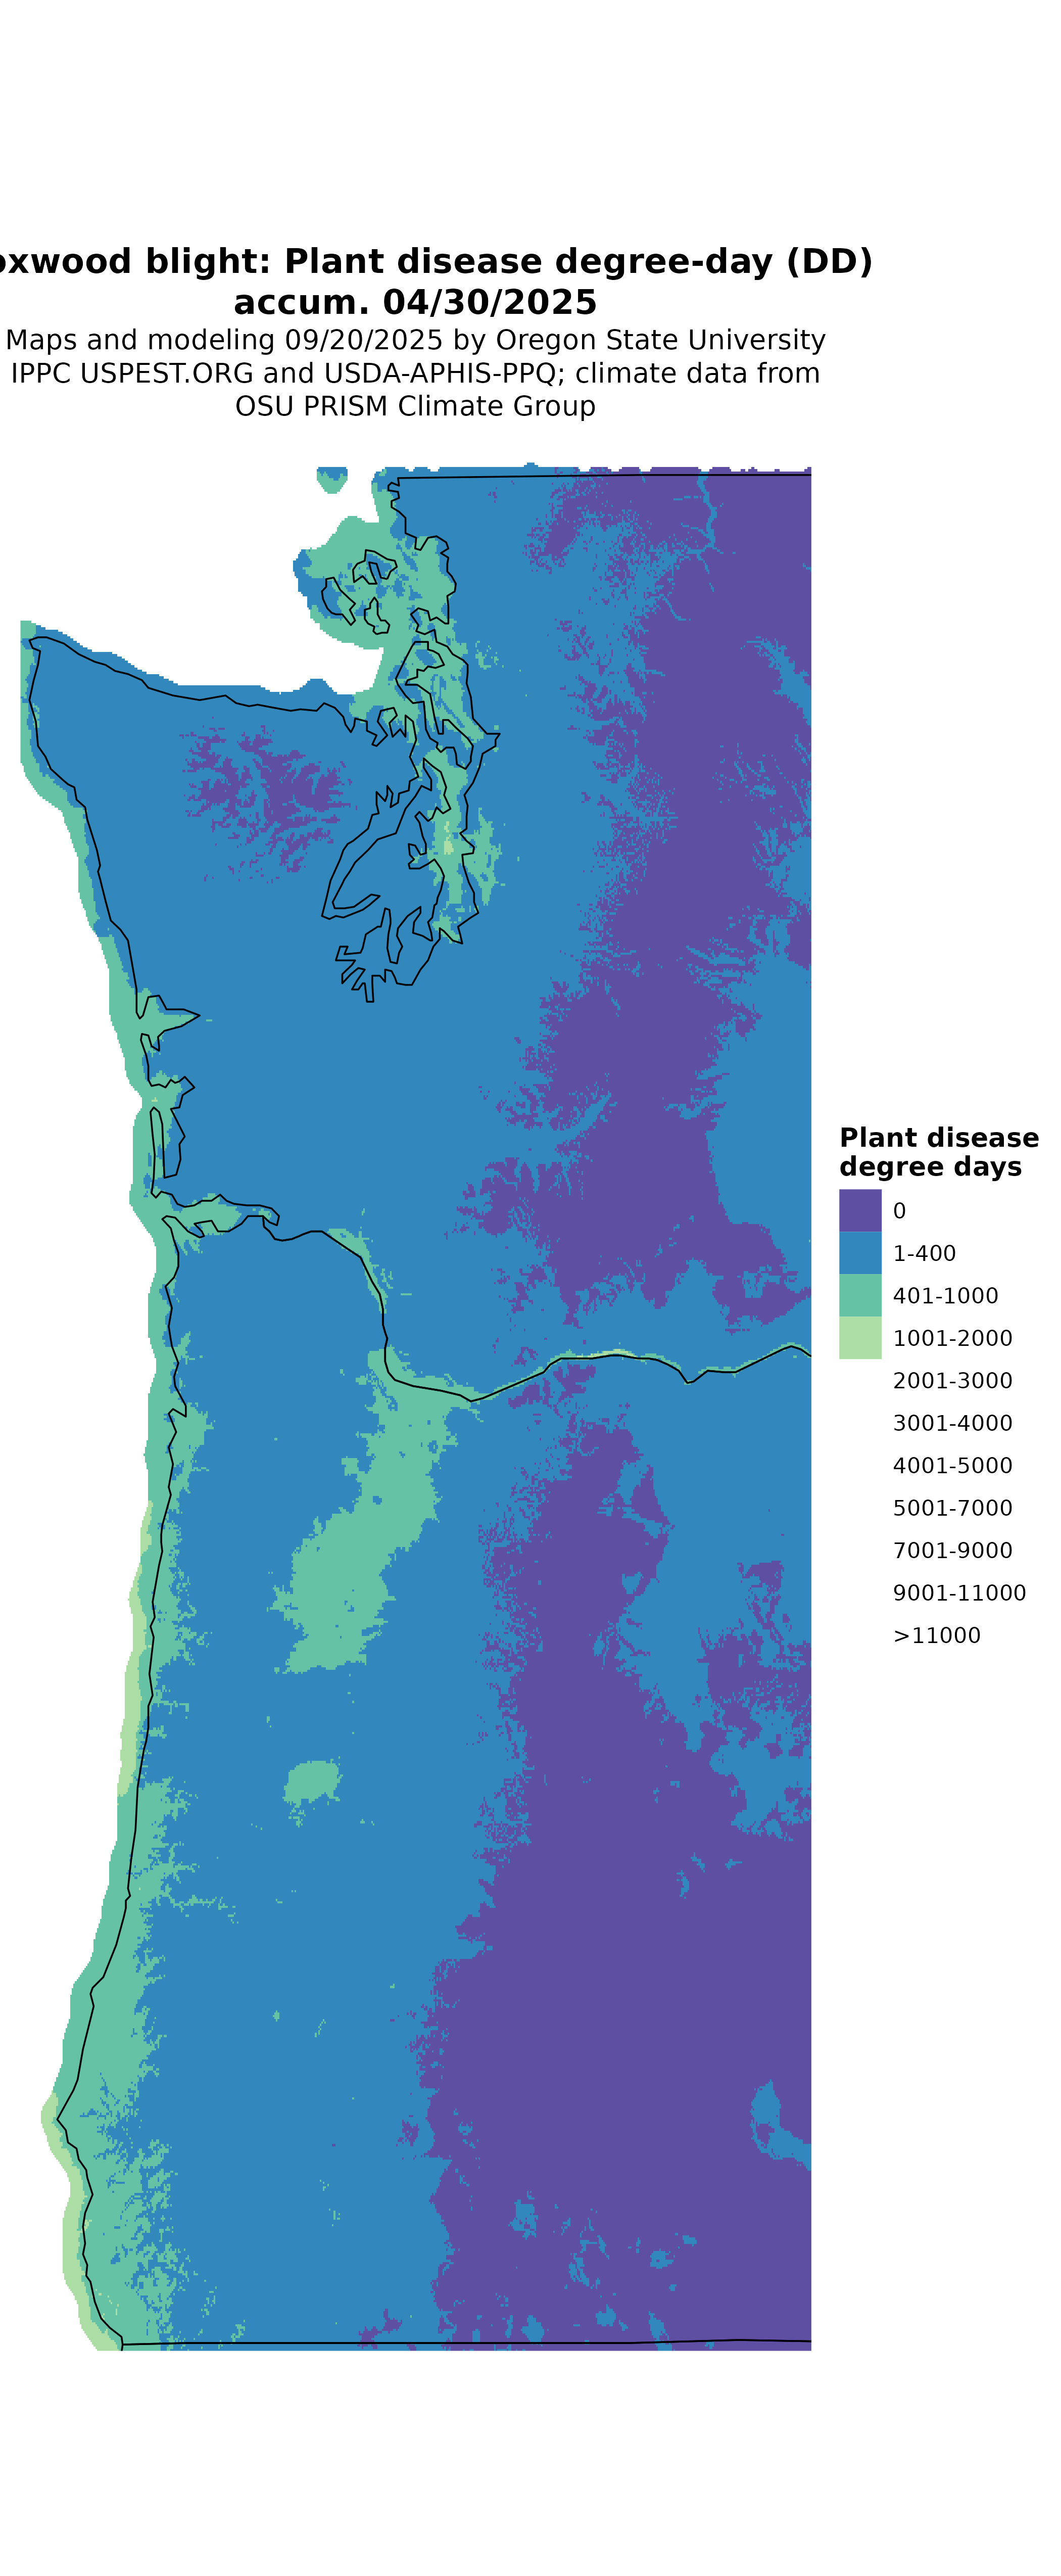 oxwood blight: Plant disease degree-day (DD)
accum. 04/30/2025
Maps and modeling 09/20/2025 by Oregon State University
IPPC USPEST.ORG and USDA-APHIS-PPQ; climate data from
OSU PRISM Climate Group
Plant disease
degree days
0
1-400
401-1000
1001-2000
2001-3000
3001-4000
4001-5000
5001-7000
7001-9000
9001-11000
>11000